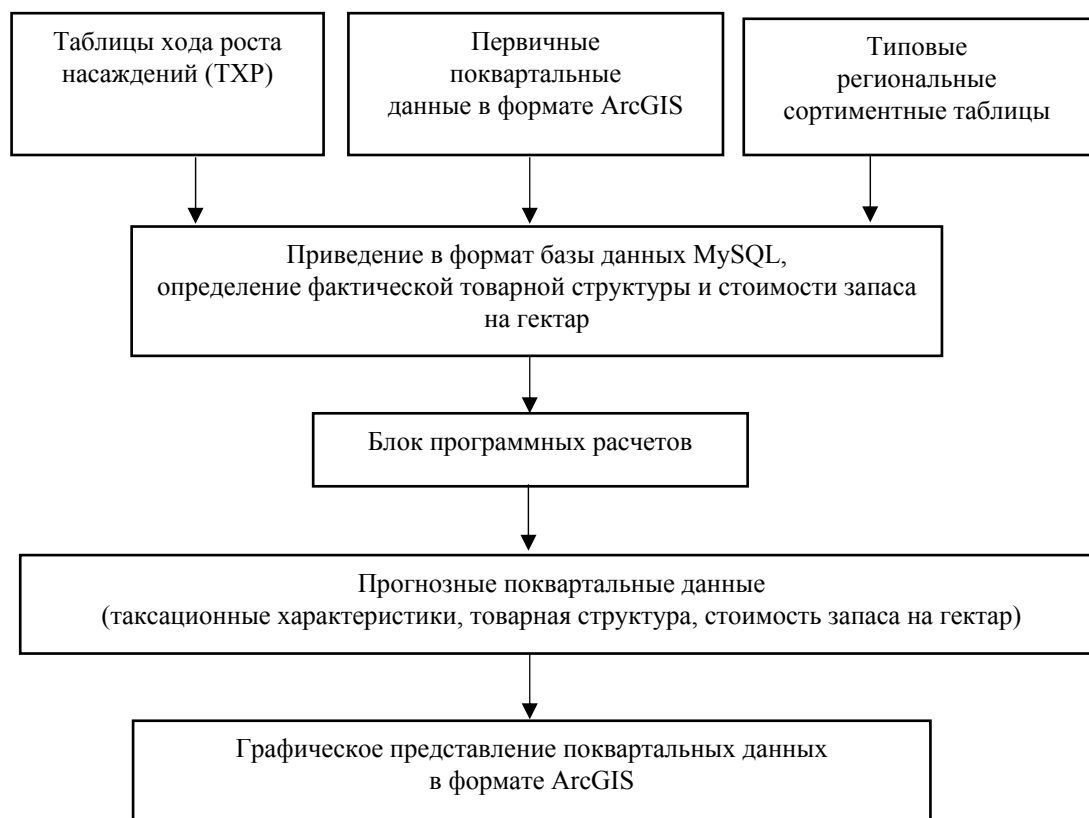 Таблицы хода роста
насаждений (ТХР)
Первичные
поквартальные
данные в формате ArcGIS
Типовые
региональные
сортиментные таблицы
Приведение в формат базы данных MySQL,
определение фактической товарной структуры и стоимости запаса
на гектар
Блок программных расчетов
Прогнозные поквартальные данные
(таксационные характеристики, товарная структура, стоимость запаса на гектар)
Графическое представление поквартальных данных
в формате ArcGIS